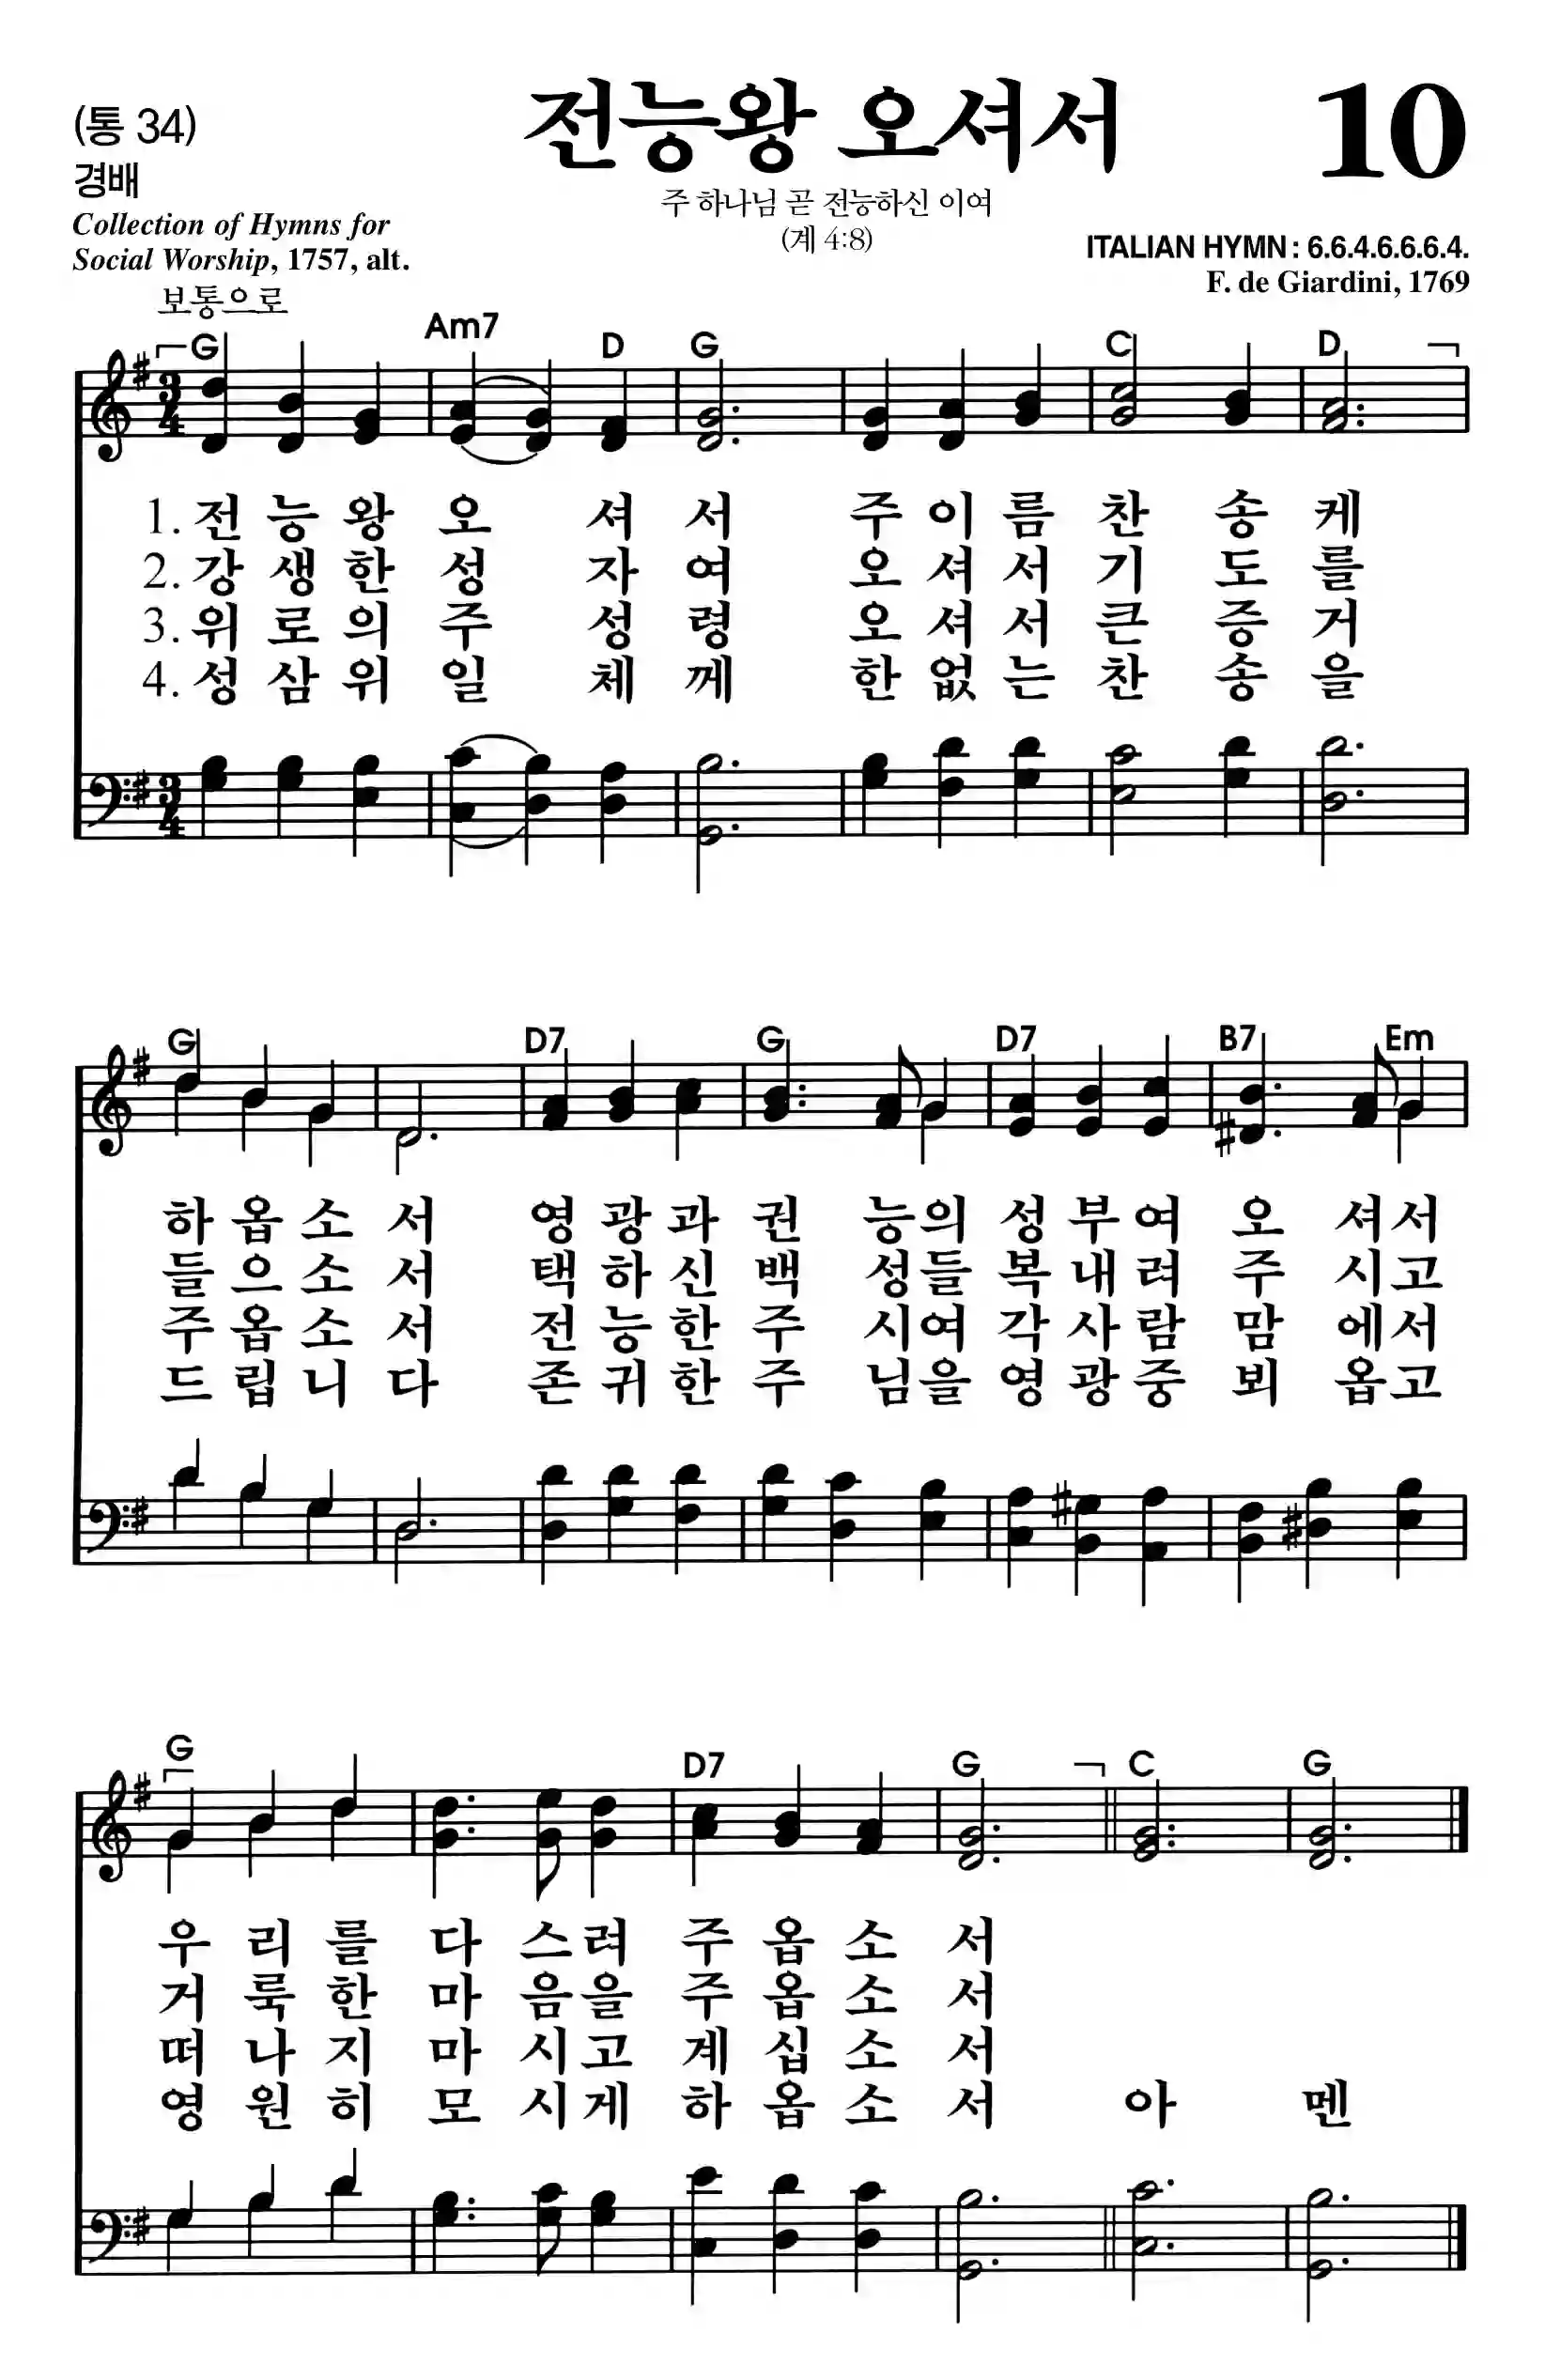 (통 34)
전능왕 오셔서
10
경배
주 하나님 곧 전능하신 이여
(계 4:8)
Collection of Hymns for
Social Worship, 1757, alt.
ITALIAN HYMN : 6.6.4.6.6.6.4.
F. de Giardini, 1769
보통으로
G Am7 D G C D
3/4
1. 전 능 왕 오 셔 서 주 이 름 찬 송 케
2. 강 생 한 성 자 여 오 셔 서 기 도 를
3. 위 로 의 주 성 령 오 셔 서 큰 증 거
4. 성 삼 위 일 체 께 한 없 는 찬 송 을
3/4
G D7 G D7 B7 Em
하 옵 소 서 영 광 과 권 능 의 성 부 여 오 셔 서
들 으 소 서 택 하 신 백 성 들 복 내 려 주 시 고
주 옵 소 서 전 능 한 주 시 여 각 사 람 맘 에 서
드 립 니 다 존 귀 한 주 님 을 영 광 중 뵈 옵 고
G D7 G C G
우 리 를 다 스 려 주 옵 소 서
거 룩 한 마 음 을 주 옵 소 서
떠 나 지 마 시 고 계 십 소 서
영 원 히 모 시 게 하 옵 소 서 아 멘